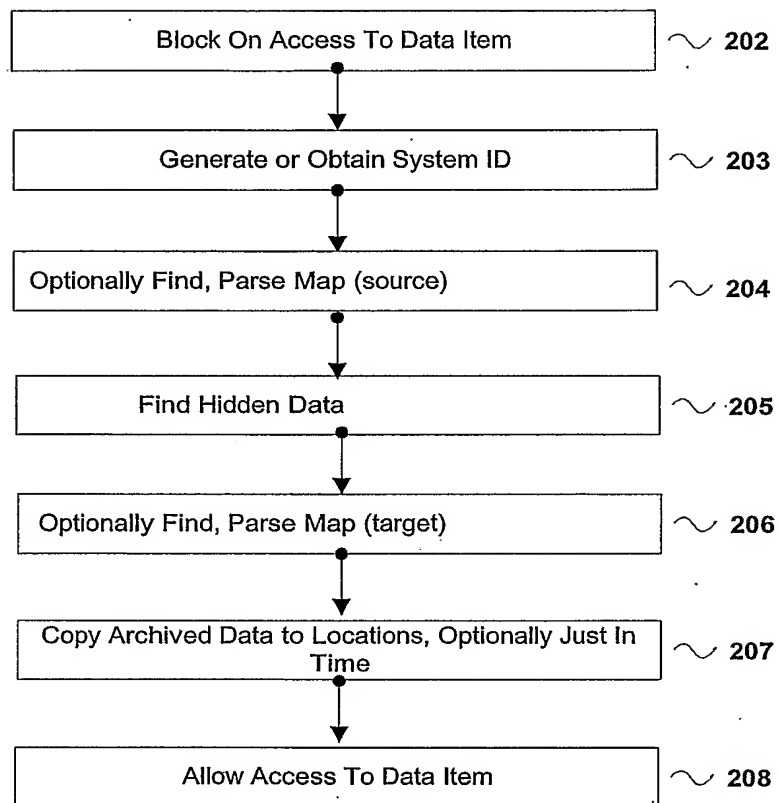 Block On Access To Data Item 202
Generate or Obtain System ID 203
Optionally Find, Parse Map (source) 204
Find Hidden Data 205
Optionally Find, Parse Map (target) 206
Copy Archived Data to Locations, Optionally Just In
Time 207
Allow Access To Data Item 208